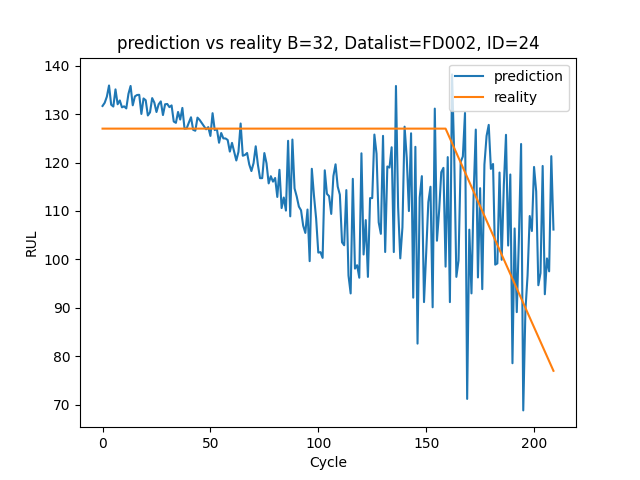 prediction vs reality B=32, Datalist=FD002, ID=24
prediction
reality
140
130
120
110
100
90
80
70
RUL
0 50 100 150 200
Cycle